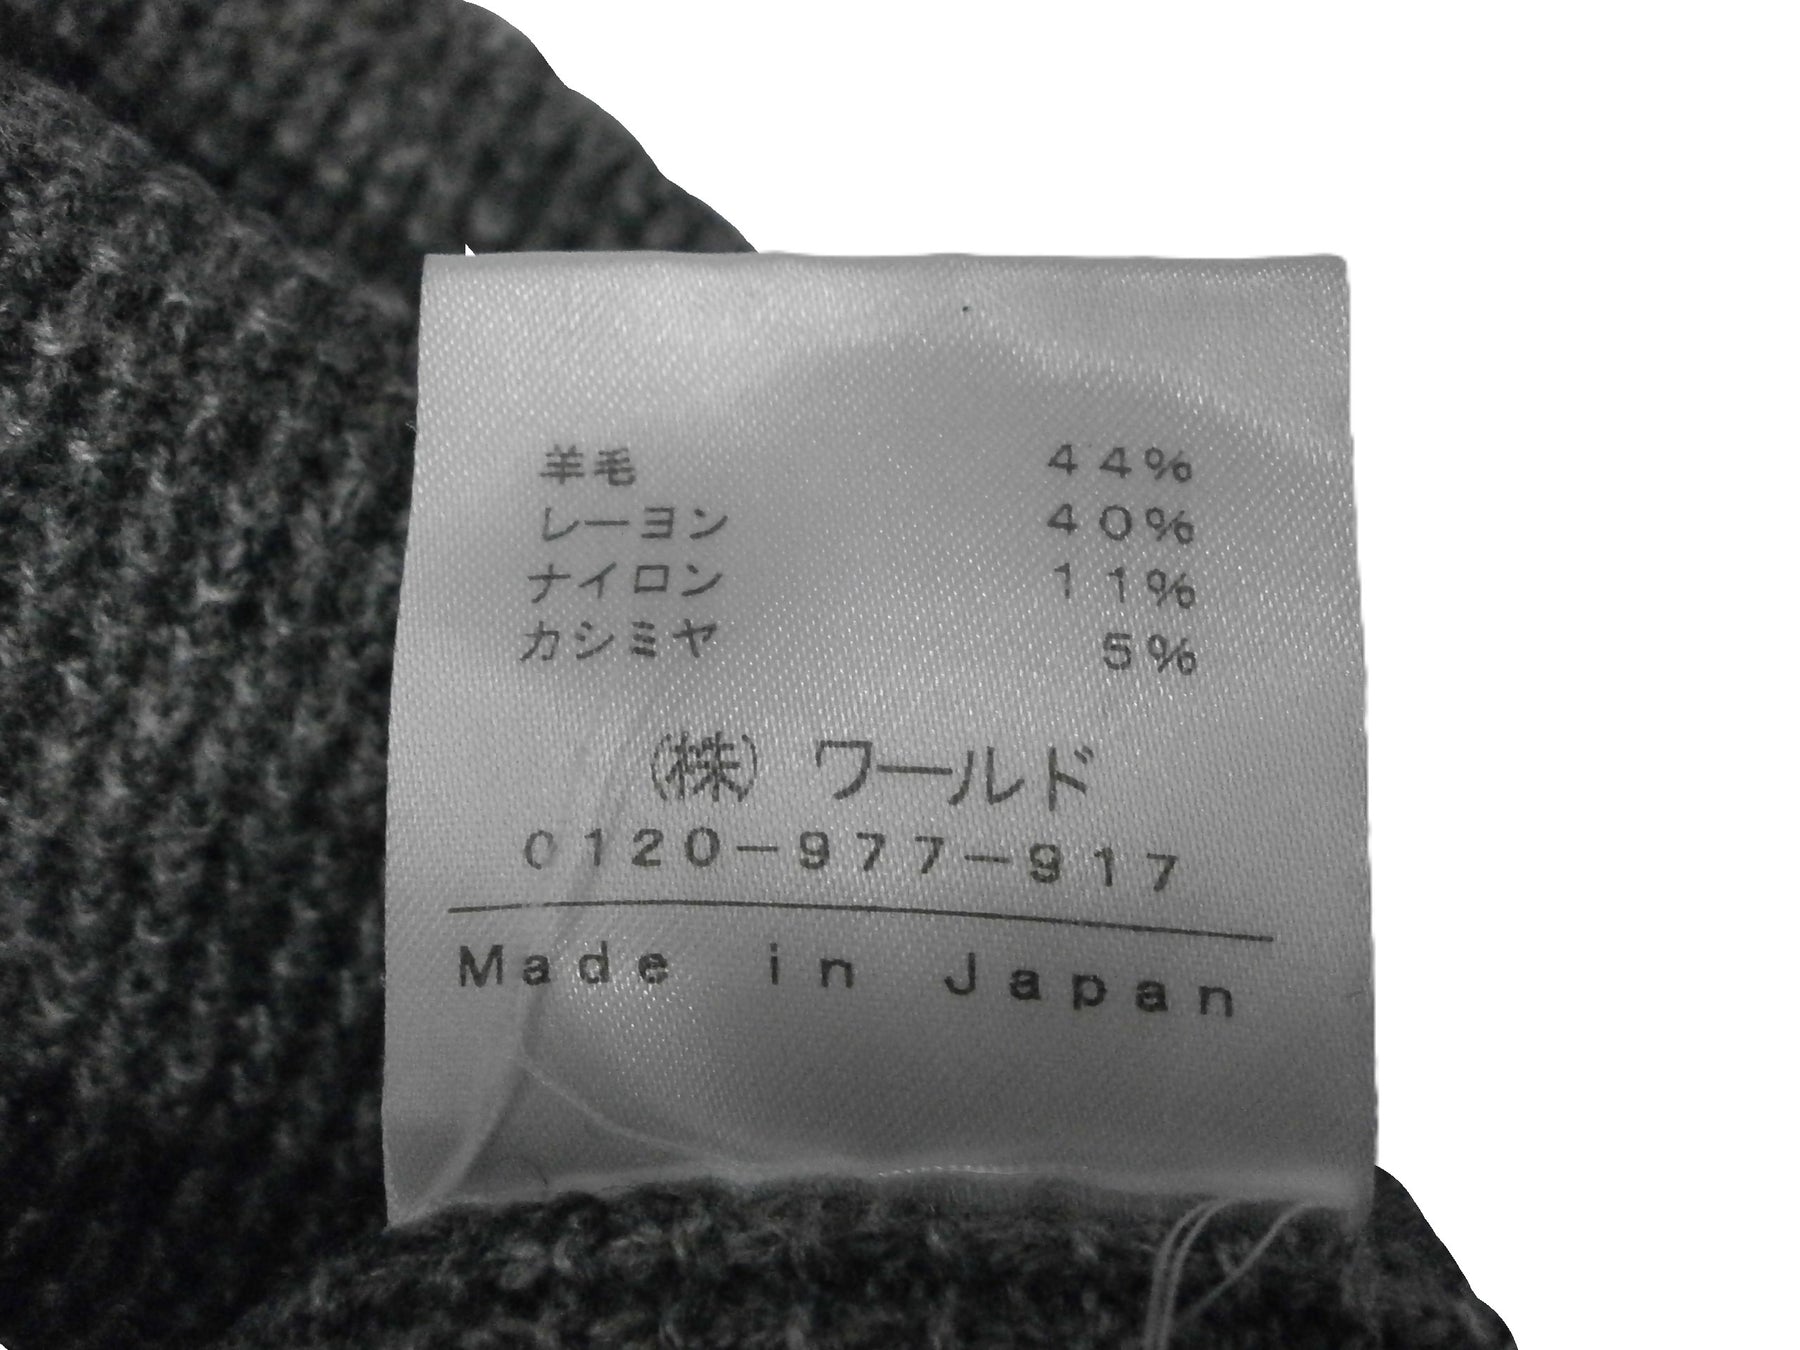 羊毛 44%
レーヨン 40%
ナイロン 11%
カシミヤ 5%
㈱ ワールド
0120-977-917
Made in Japan